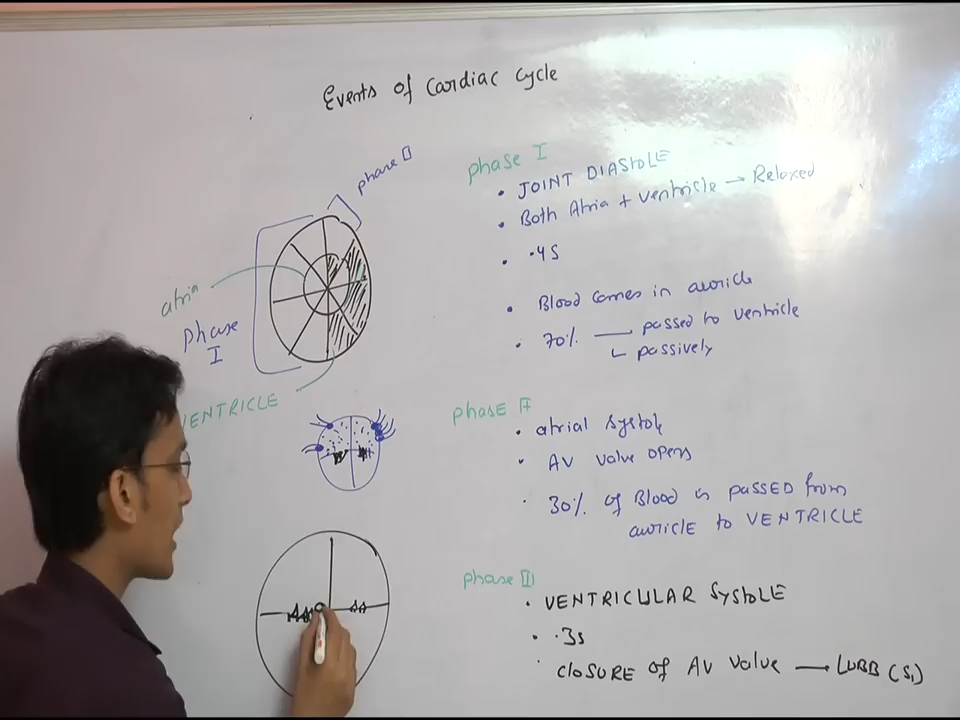 Events of Cardiac Cycle
phase II
atria
phase
I
VENTRICLE
phase I
• JOINT DIASTOLE
• Both Atria + Ventricle → Relaxed
• .4 S
• Blood comes in auricle
• 70% — passed to ventricle
passively
phase II
• atrial systole
• AV valve opens
• 30% of Blood is passed from
auricle to VENTRICLE
phase III
• VENTRICULAR SYSTOLE
• .3s
• CLOSURE OF AV Valve → LUBB (S₁)